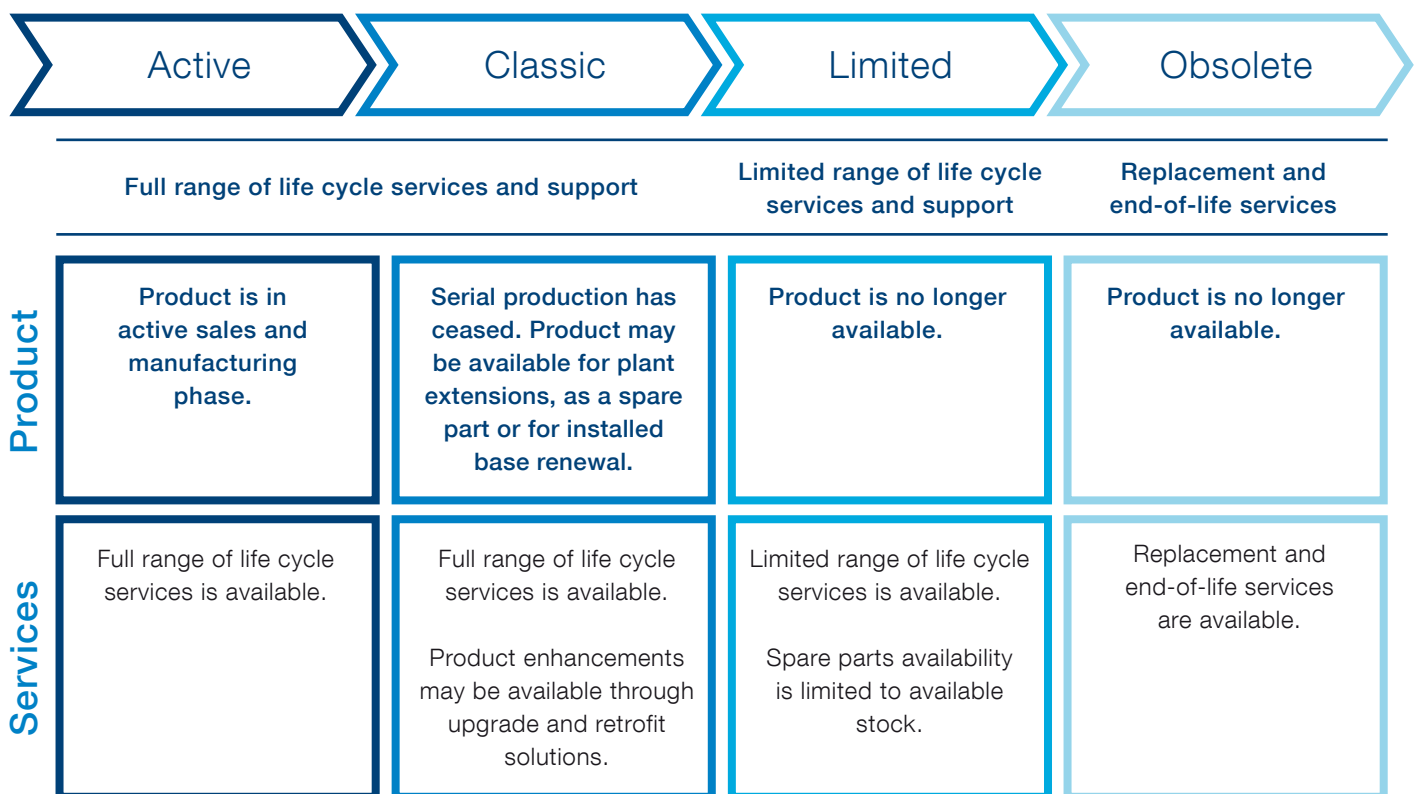 Active
Classic
Limited
Obsolete
Full range of life cycle services and support
Limited range of life cycle
services and support
Replacement and
end-of-life services
Product
Product is in
active sales and
manufacturing
phase.
Serial production has
ceased. Product may
be available for plant
extensions, as a spare
part or for installed
base renewal.
Product is no longer
available.
Product is no longer
available.
Services
Full range of life cycle
services is available.
Full range of life cycle
services is available.
Product enhancements
may be available through
upgrade and retrofit
solutions.
Limited range of life cycle
services is available.
Spare parts availability
is limited to available
stock.
Replacement and
end-of-life services
are available.